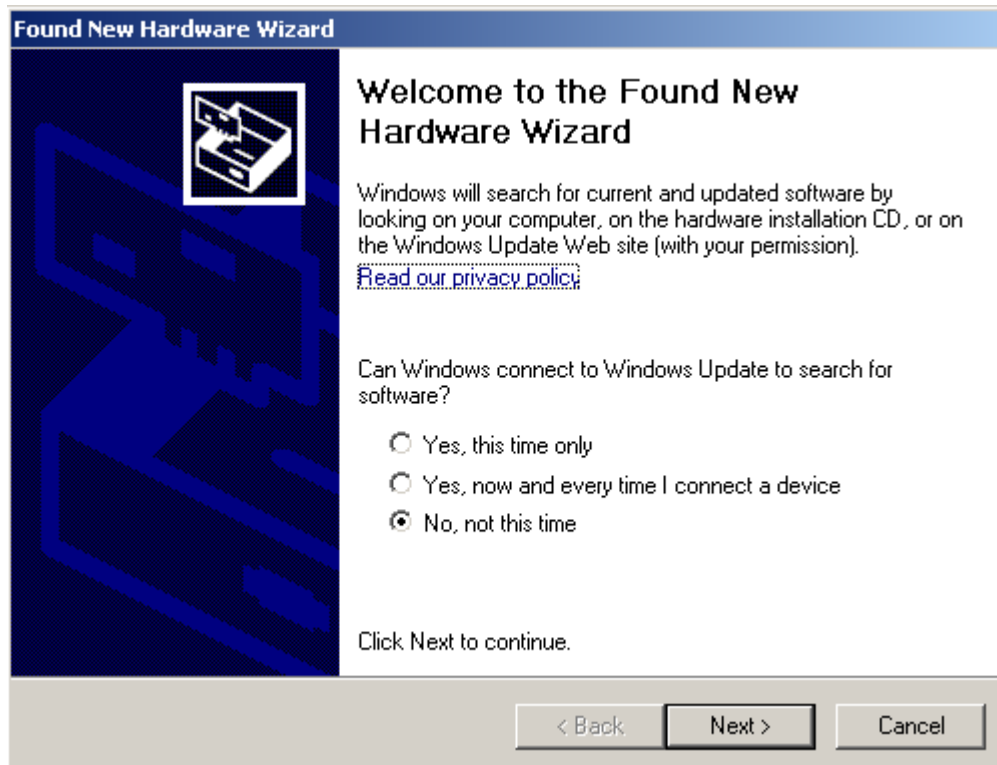 Found New Hardware Wizard
Welcome to the Found New
Hardware Wizard
Windows will search for current and updated software by
looking on your computer, on the hardware installation CD, or on
the Windows Update Web site (with your permission).
Read our privacy policy
Can Windows connect to Windows Update to search for
software?
Yes, this time only
Yes, now and every time I connect a device
No, not this time
Click Next to continue.
< Back
Next >
Cancel